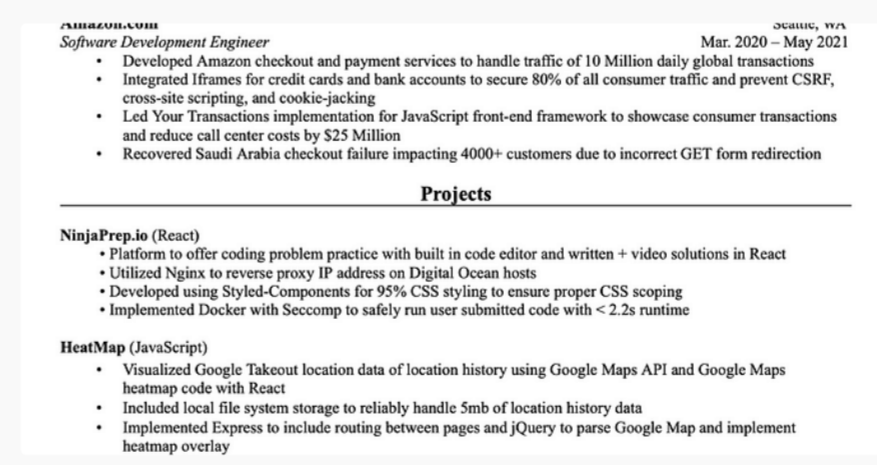 Amazon.com Seattle, WA
Software Development Engineer Mar. 2020 – May 2021
• Developed Amazon checkout and payment services to handle traffic of 10 Million daily global transactions
• Integrated Iframes for credit cards and bank accounts to secure 80% of all consumer traffic and prevent CSRF,
cross-site scripting, and cookie-jacking
• Led Your Transactions implementation for JavaScript front-end framework to showcase consumer transactions
and reduce call center costs by $25 Million
• Recovered Saudi Arabia checkout failure impacting 4000+ customers due to incorrect GET form redirection
Projects
NinjaPrep.io (React)
• Platform to offer coding problem practice with built in code editor and written + video solutions in React
• Utilized Nginx to reverse proxy IP address on Digital Ocean hosts
• Developed using Styled-Components for 95% CSS styling to ensure proper CSS scoping
• Implemented Docker with Seccomp to safely run user submitted code with < 2.2s runtime
HeatMap (JavaScript)
• Visualized Google Takeout location data of location history using Google Maps API and Google Maps
heatmap code with React
• Included local file system storage to reliably handle 5mb of location history data
• Implemented Express to include routing between pages and jQuery to parse Google Map and implement
heatmap overlay